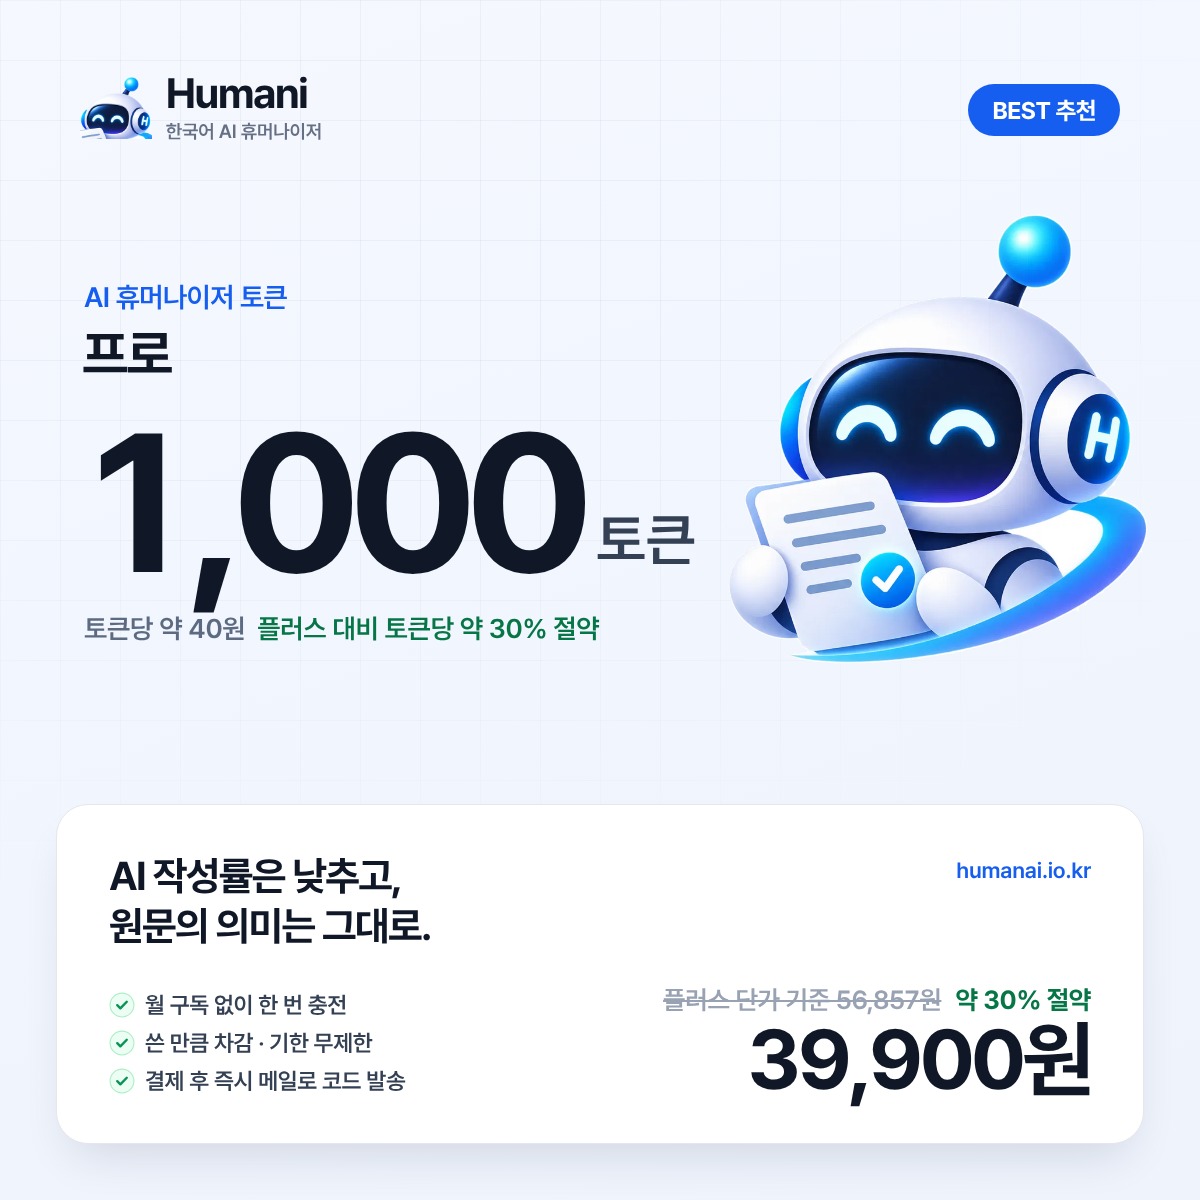 Humani
한국어 AI 휴머나이저
BEST 추천
AI 휴머나이저 토큰
프로
1,000 토큰
토큰당 약 40원 플러스 대비 토큰당 약 30% 절약
H
AI 작성률은 낮추고,
원문의 의미는 그대로.
humanai.io.kr
월 구독 없이 한 번 충전
쓴 만큼 차감 · 기한 무제한
결제 후 즉시 메일로 코드 발송
플러스 단가 기준 56,857원 약 30% 절약
39,900원